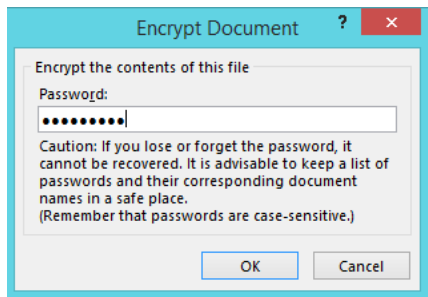 Encrypt Document ? ×
Encrypt the contents of this file
Password:
●●●●●●●●●
Caution: If you lose or forget the password, it
cannot be recovered. It is advisable to keep a list of
passwords and their corresponding document
names in a safe place.
(Remember that passwords are case-sensitive.)
OK Cancel